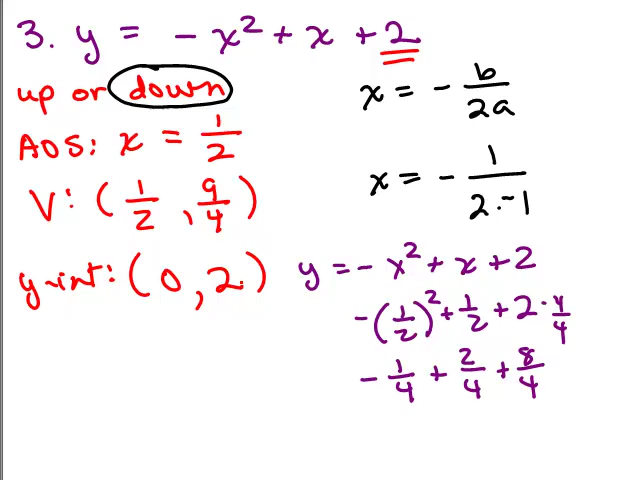 3. y = - x² + x + 2
up or down
AOS: x = 1/2
V: (1/2, 9/4)
y-int: (0, 2)
x = - b/2a
x = - 1/2·-1
y = - x² + x + 2
-(1/2)² + 1/2 + 2·4/4
- 1/4 + 2/4 + 8/4